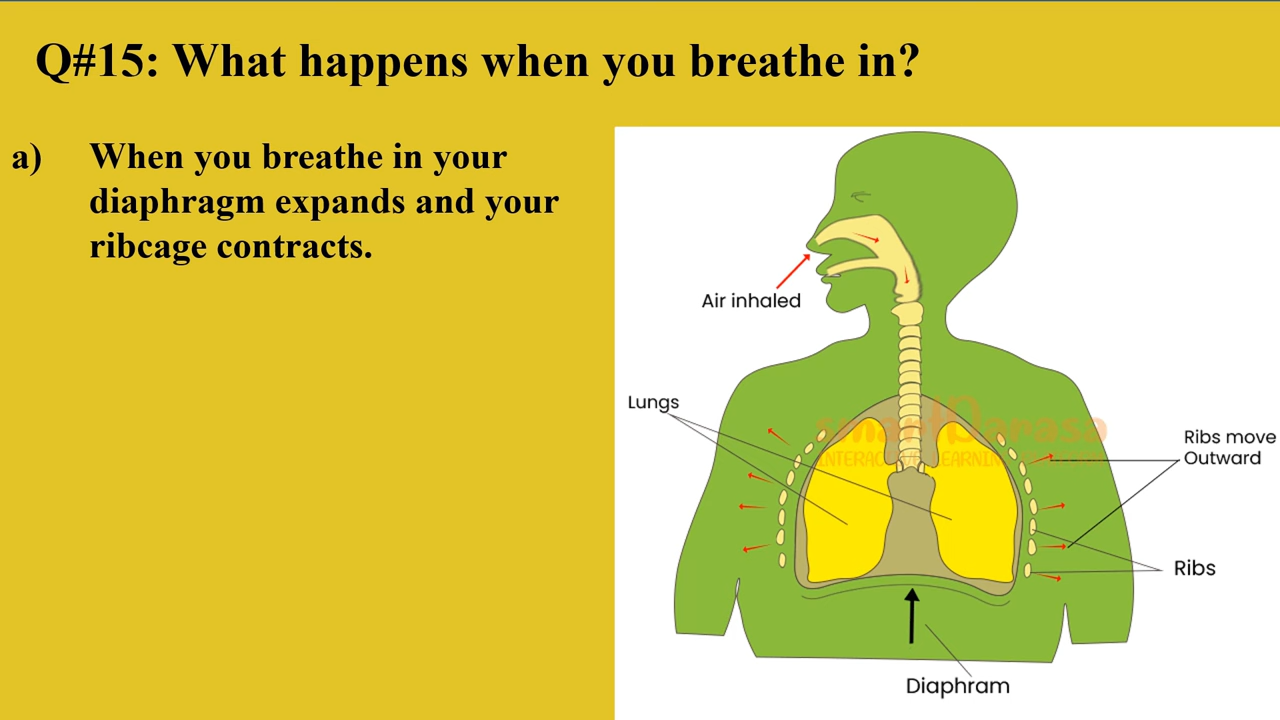 Q#15: What happens when you breathe in?
a) When you breathe in your
diaphragm expands and your
ribcage contracts.
Air inhaled
Lungs
smartDarasa
Ribs move
Outward
Ribs
Diaphram